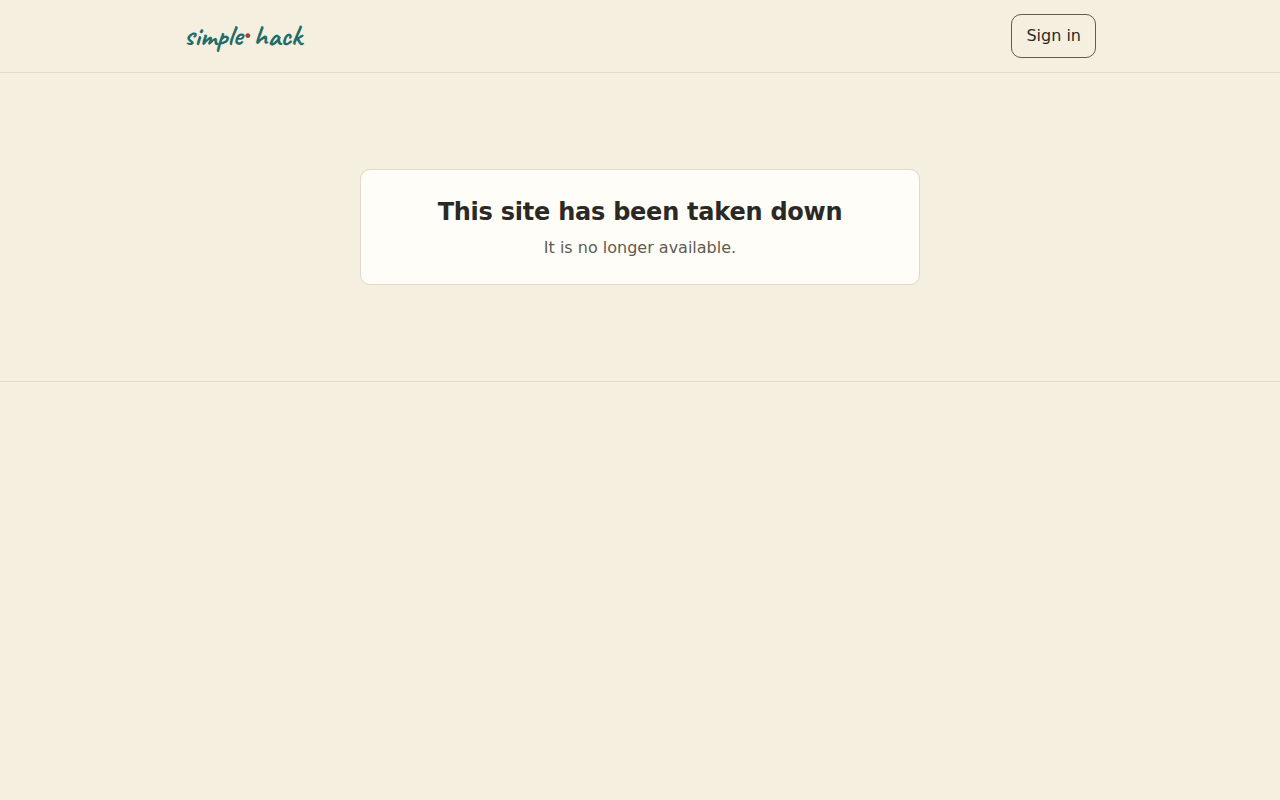 simple• hack
Sign in
This site has been taken down
It is no longer available.